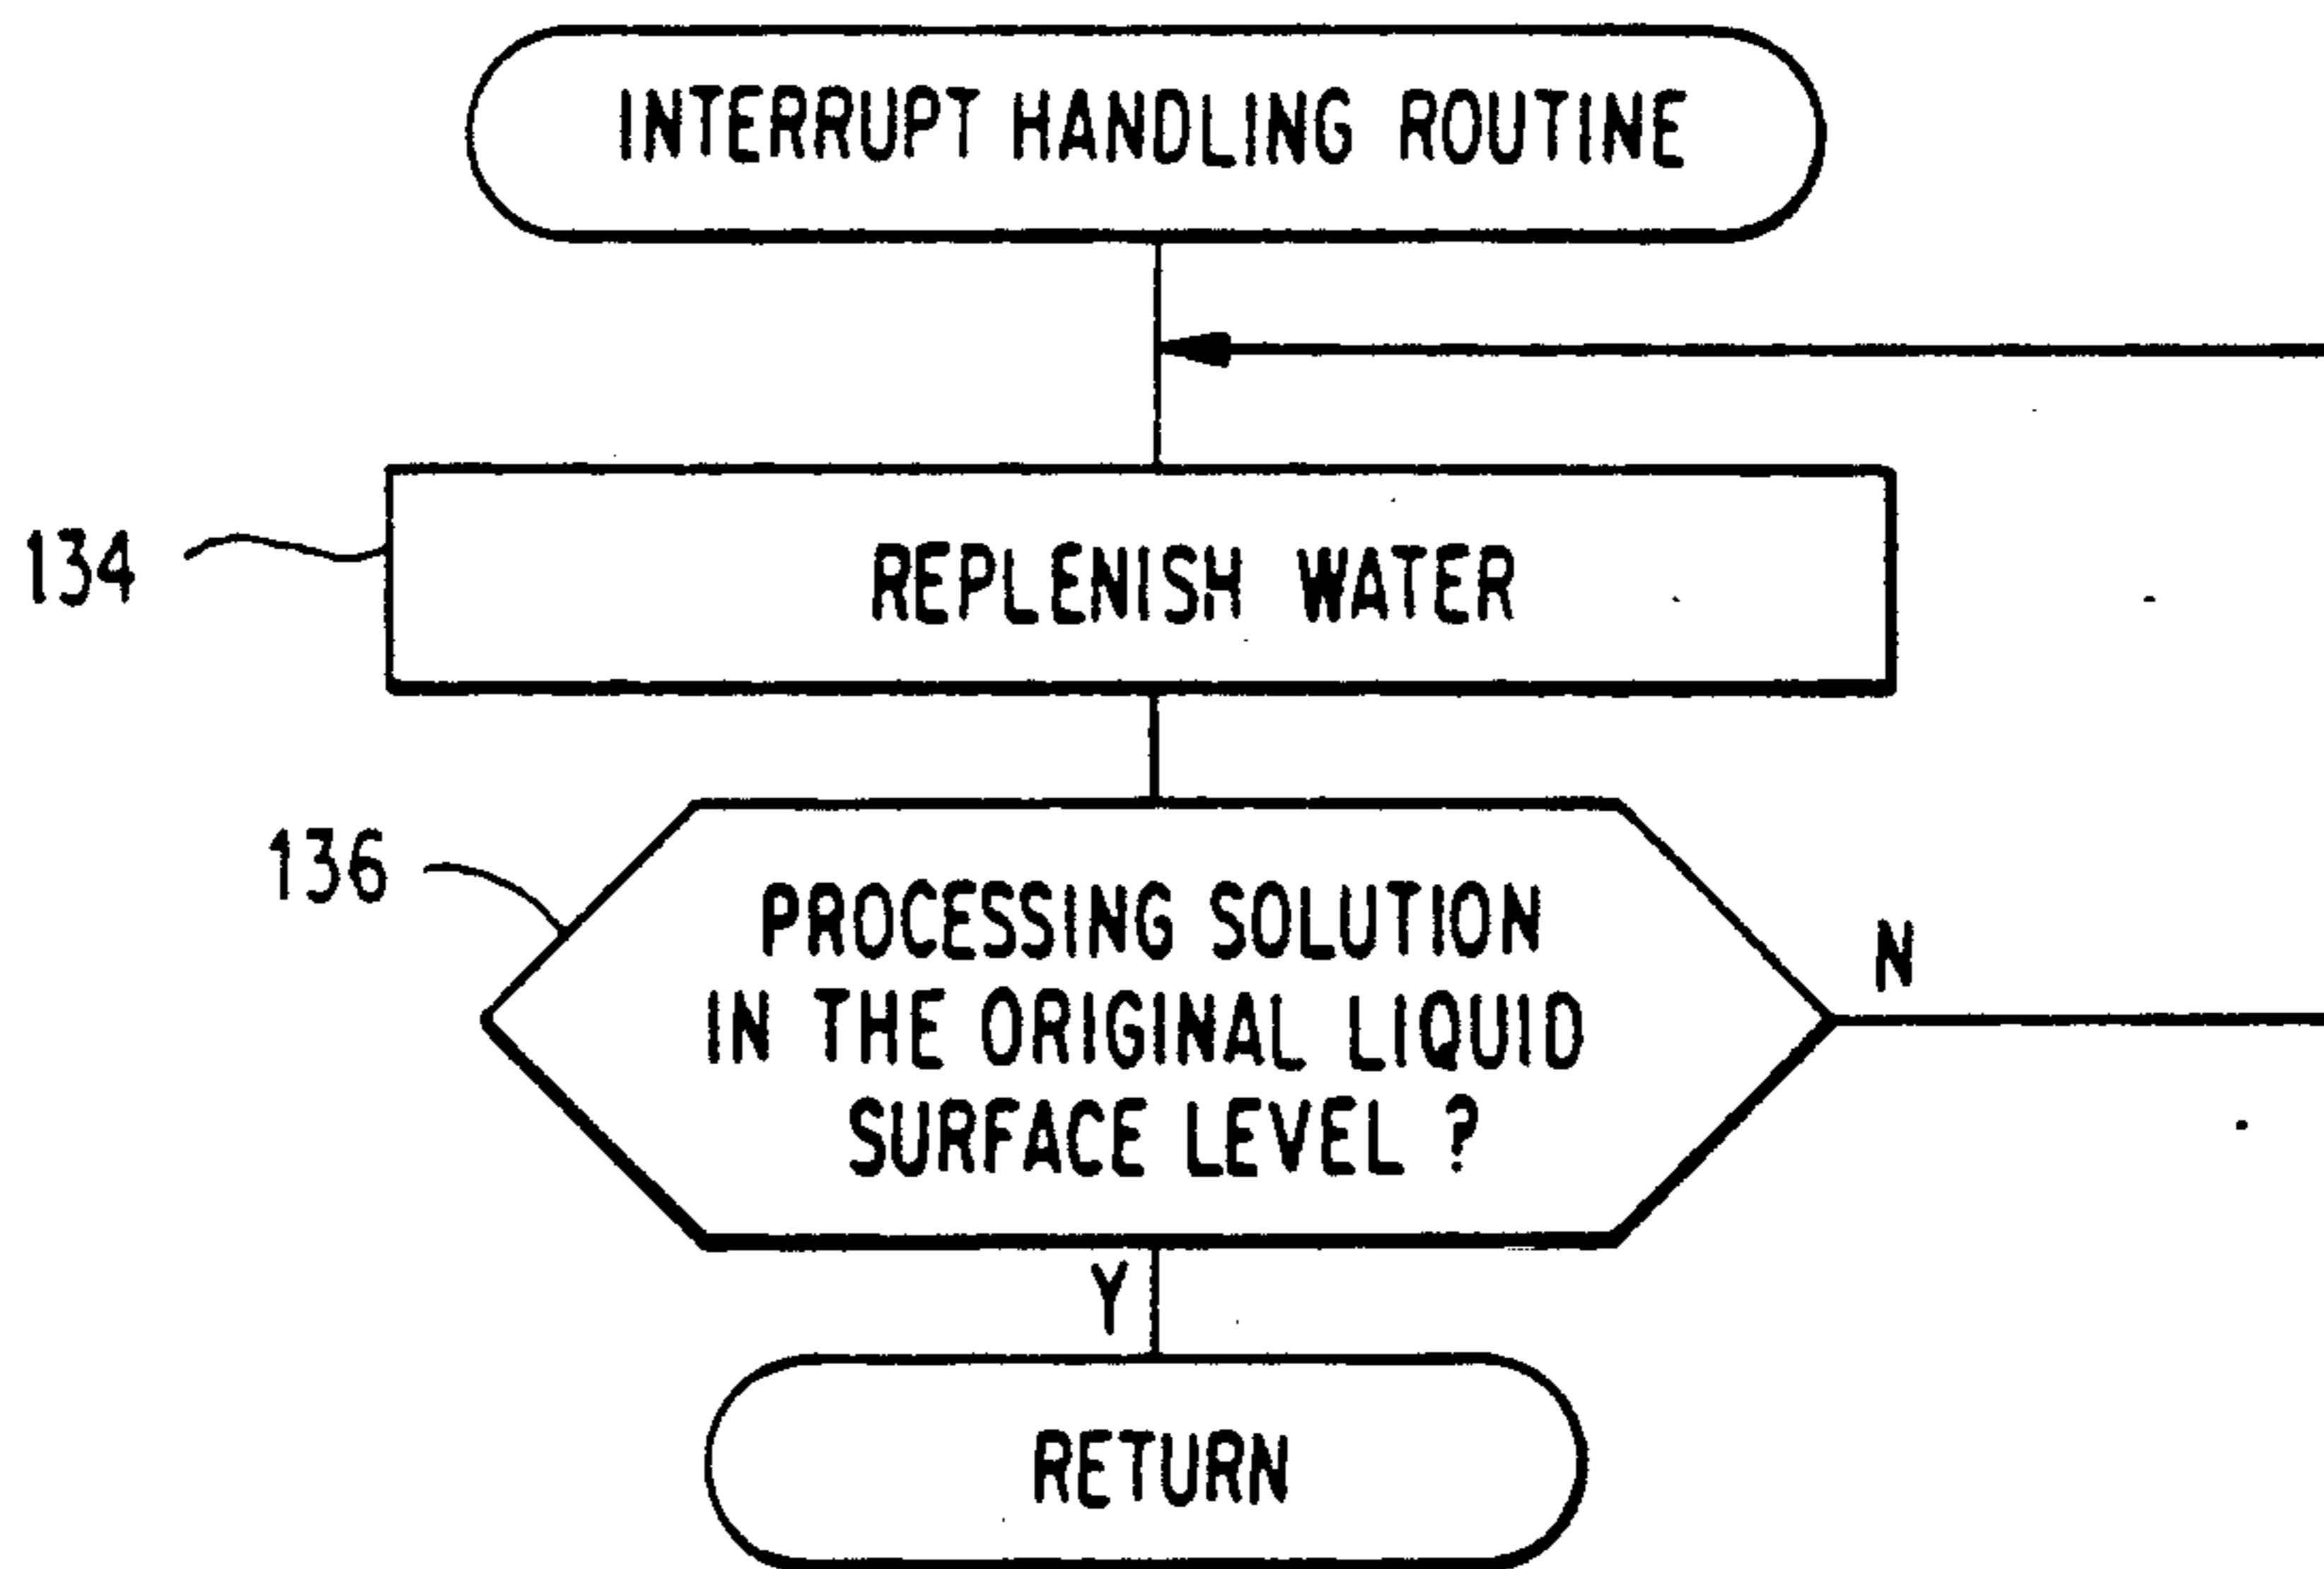 INTERRUPT HANDLING ROUTINE
134
REPLENISH WATER
136
PROCESSING SOLUTION
IN THE ORIGINAL LIQUID
SURFACE LEVEL ?
N
Y
RETURN